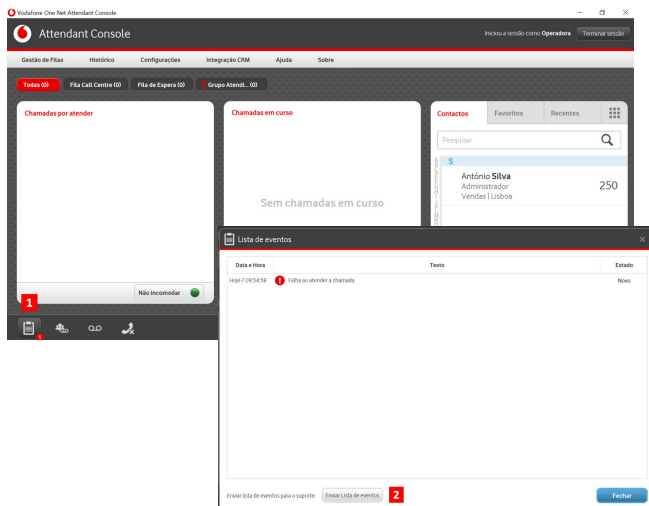 Vodafone One Net Attendant Console
Attendant Console
Iniciou a sessão como Operadora
Terminar sessão
Gestão de Filas Histórico Configurações Integração CRM Ajuda Sobre
Todas (0) Fila Call Centre (0) Fila de Espera (0) Grupo Atendi... (0)
Chamadas por atender
Chamadas em curso
Sem chamadas em curso
Contactos Favoritos Recentes
Pesquisar
S
António Silva
Administrador
Vendas | Lisboa
250
Não incomodar
1
1
Lista de eventos
Data e Hora Texto Estado
Hoje / 09:54:38 Falha ao atender a chamada Novo
Enviar lista de eventos para o suporte: Enviar Lista de eventos 2
Fechar